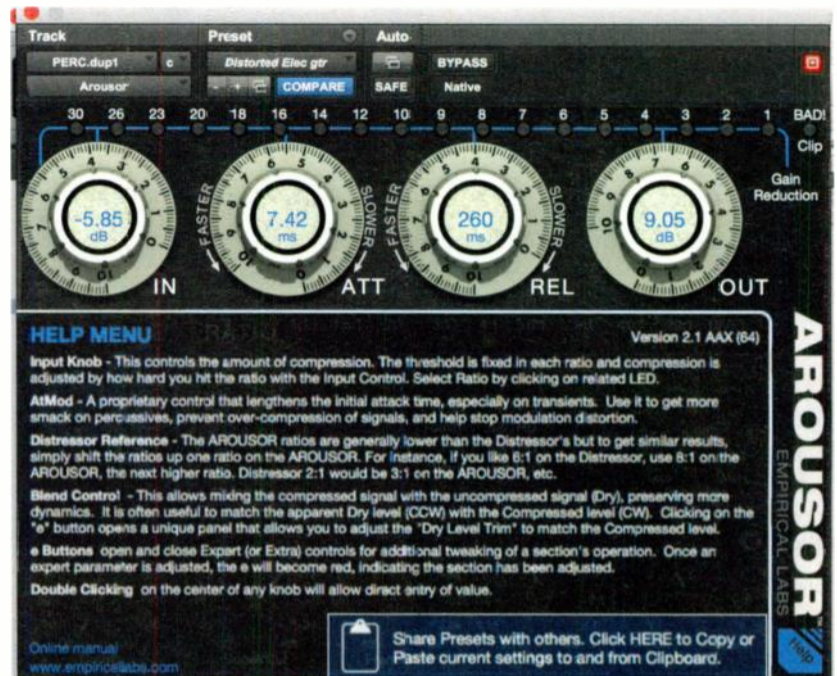 Track Preset Auto
PERC.dup1 c Distorted Elec gtr BYPASS
Arousor - + COMPARE SAFE Native
30 26 23 20 18 16 14 12 10 9 8 7 6 5 4 3 2 1 BAD!
Clip
Gain
Reduction
-5.85
dB
IN
FASTER
7.42
ms
SLOWER
ATT
FASTER
260
ms
SLOWER
REL
9.05
dB
OUT
HELP MENU Version 2.1 AAX (64)
Input Knob - This controls the amount of compression. The threshold is fixed in each ratio and compression is
adjusted by how hard you hit the ratio with the Input Control. Select Ratio by clicking on related LED.
AtMod - A proprietary control that lengthens the initial attack time, especially on transients. Use it to get more
smack on percussives, prevent over-compression of signals, and help stop modulation distortion.
Distressor Reference - The AROUSOR ratios are generally lower than the Distressor's but to get similar results,
simply shift the ratios up one ratio on the AROUSOR. For instance, if you like 6:1 on the Distressor, use 8:1 on the
AROUSOR, the next higher ratio. Distressor 2:1 would be 3:1 on the AROUSOR, etc.
Blend Control - This allows mixing the compressed signal with the uncompressed signal (Dry), preserving more
dynamics. It is often useful to match the apparent Dry level (CCW) with the Compressed level (CW). Clicking on the
"e" button opens a unique panel that allows you to adjust the "Dry Level Trim" to match the Compressed level.
e Buttons open and close Expert (or Extra) controls for additional tweaking of a section's operation. Once an
expert parameter is adjusted, the e will become red, indicating the section has been adjusted.
Double Clicking on the center of any knob will allow direct entry of value.
Online manual
www.empiricallabs.com
Share Presets with others. Click HERE to Copy or
Paste current settings to and from Clipboard.
AROUSOR
EMPIRICAL LABS
Help